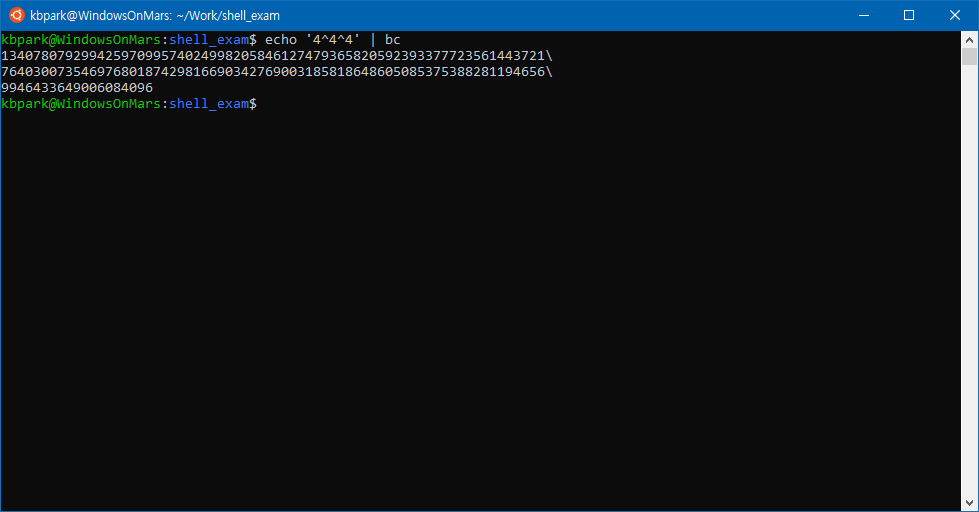 kbpark@WindowsOnMars: ~/Work/shell_exam
kbpark@WindowsOnMars:shell_exam$ echo '4^4^4' | bc
13407807929942597099574024998205846127479365820592393377723561443721\
76403007354697680187429816690342769003185818648605085375388281194656\
9946433649006084096
kbpark@WindowsOnMars:shell_exam$